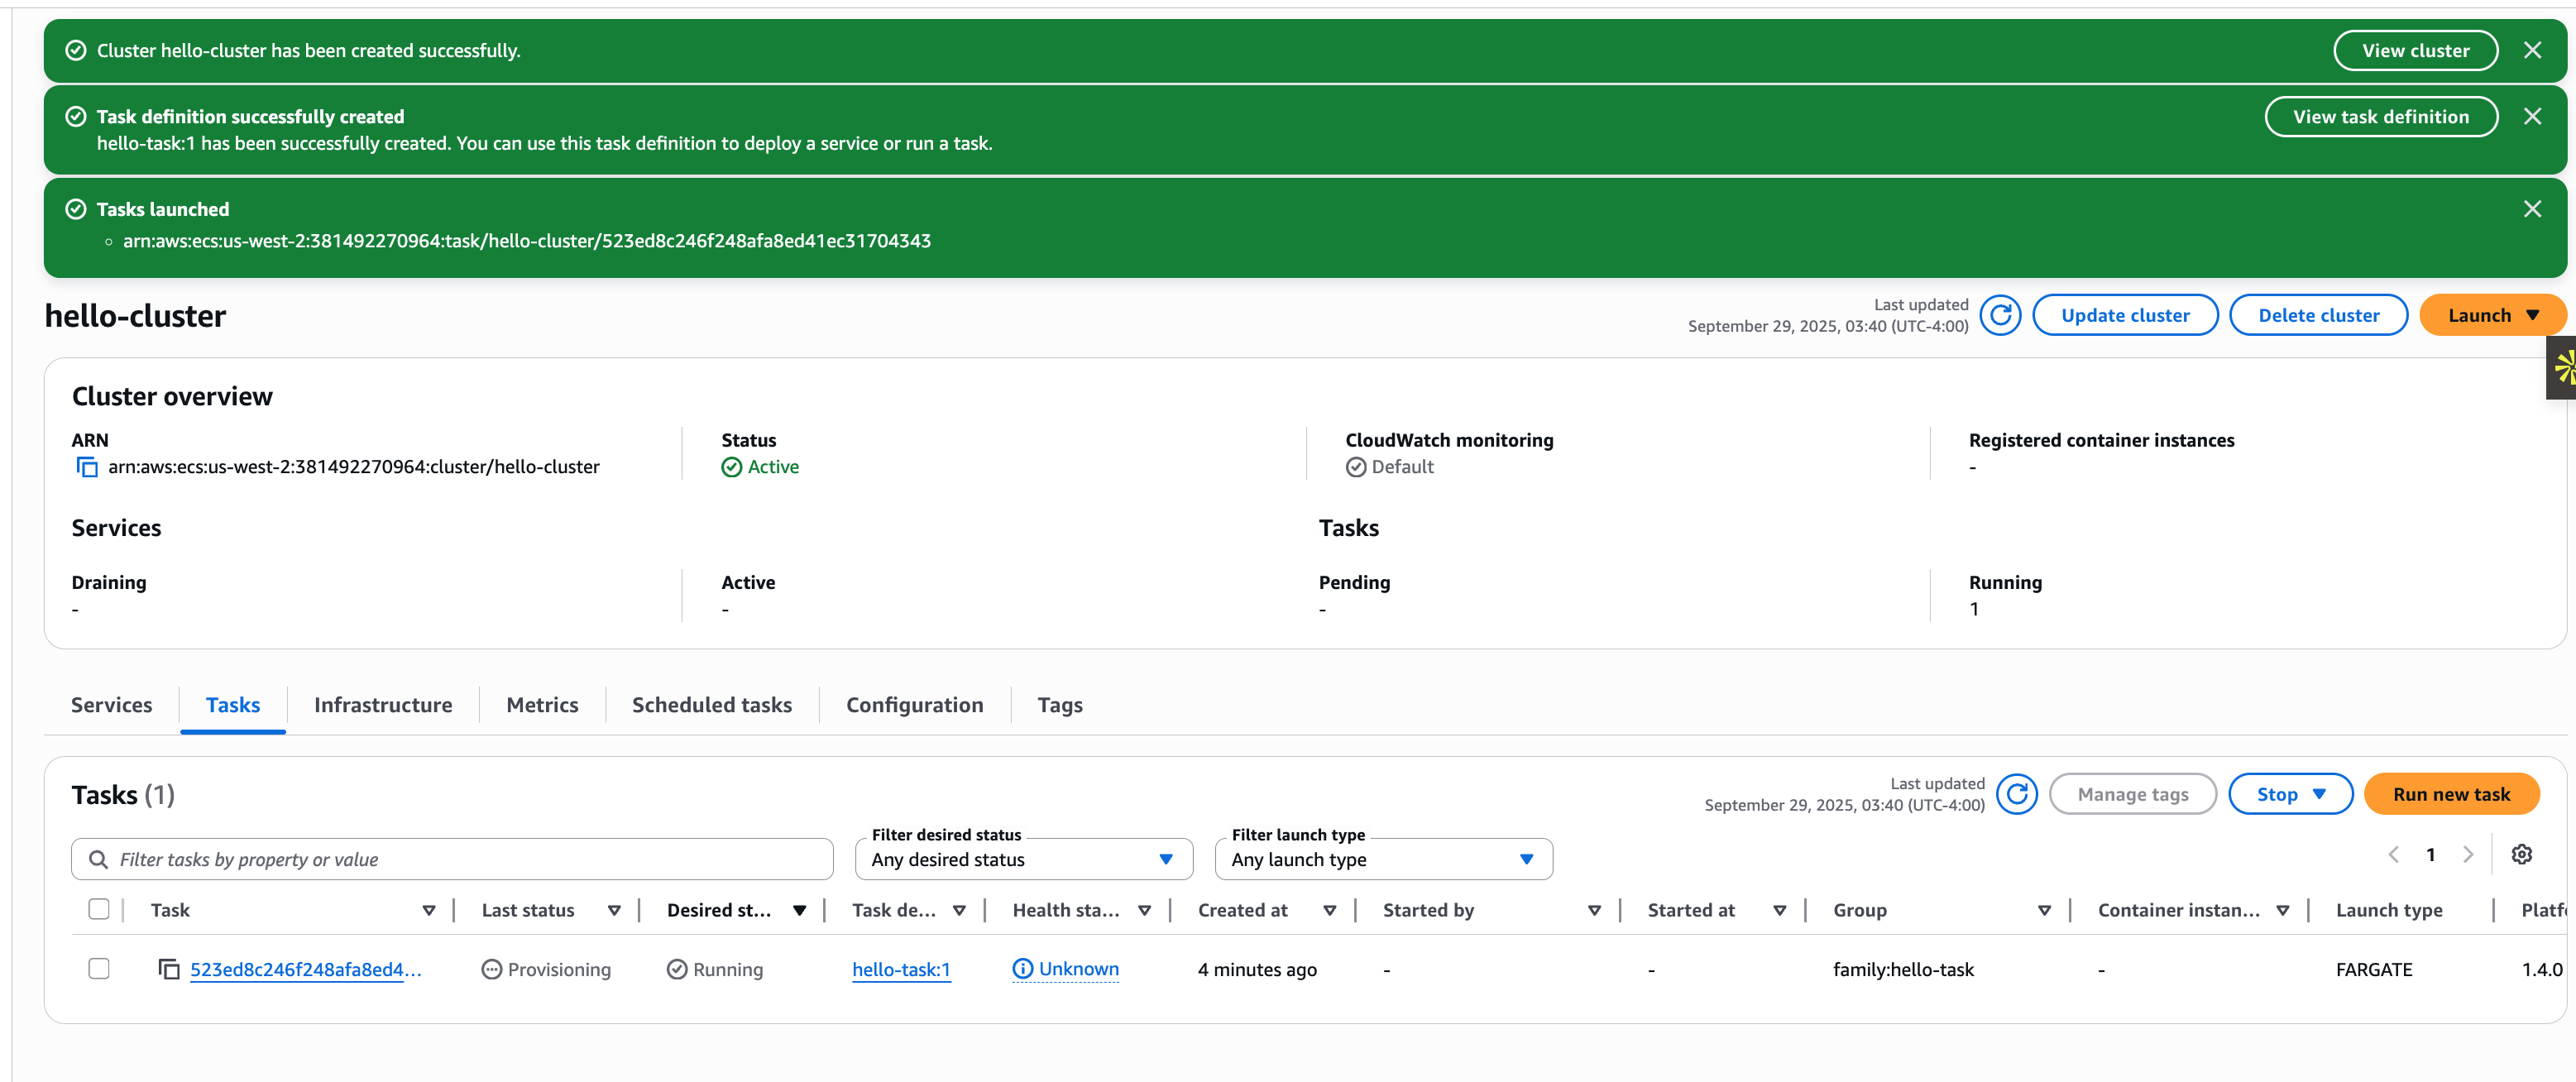 Cluster hello-cluster has been created successfully. View cluster
Task definition successfully created View task definition
hello-task:1 has been successfully created. You can use this task definition to deploy a service or run a task.
Tasks launched
arn:aws:ecs:us-west-2:381492270964:task/hello-cluster/523ed8c246f248afa8ed41ec31704343
hello-cluster
Last updated
September 29, 2025, 03:40 (UTC-4:00)
Update cluster Delete cluster Launch
Cluster overview
ARN Status CloudWatch monitoring Registered container instances
arn:aws:ecs:us-west-2:381492270964:cluster/hello-cluster Active Default -
Services Tasks
Draining Active Pending Running
- - - 1
Services Tasks Infrastructure Metrics Scheduled tasks Configuration Tags
Tasks (1)
Last updated
September 29, 2025, 03:40 (UTC-4:00)
Manage tags Stop Run new task
Filter desired status Filter launch type
Filter tasks by property or value Any desired status Any launch type 1
Task Last status Desired st... Task de... Health sta... Created at Started by Started at Group Container instan... Launch type Platf
523ed8c246f248afa8ed4... Provisioning Running hello-task:1 Unknown 4 minutes ago - - family:hello-task - FARGATE 1.4.0